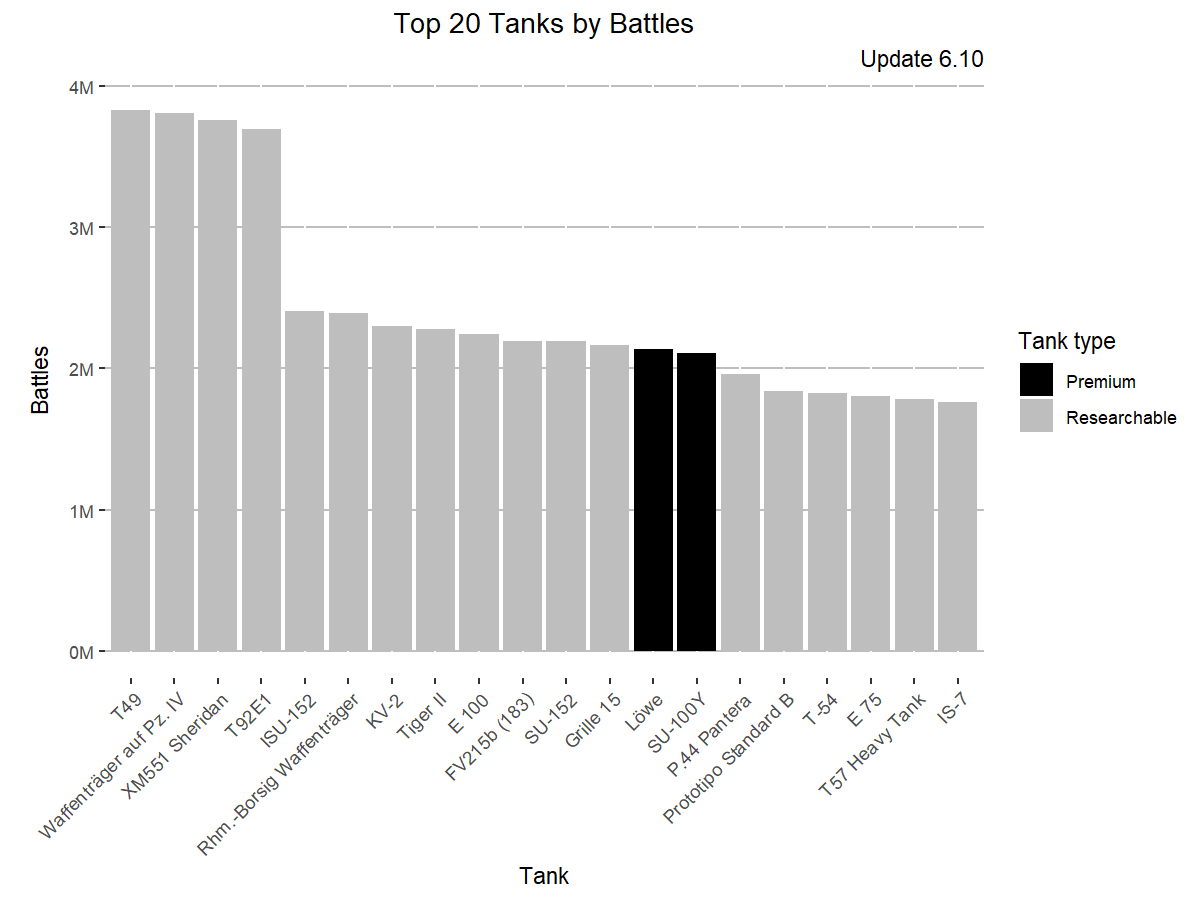 Top 20 Tanks by Battles
Update 6.10
Battles
4M
3M
2M
1M
0M
T49
Waffenträger auf Pz. IV
XM551 Sheridan
T92E1
ISU-152
Rhm.-Borsig Waffenträger
KV-2
Tiger II
E 100
FV215b (183)
SU-152
Grille 15
Löwe
SU-100Y
P.44 Pantera
Prototipo Standard B
T-54
E 75
T57 Heavy Tank
IS-7
Tank
Tank type
Premium
Researchable